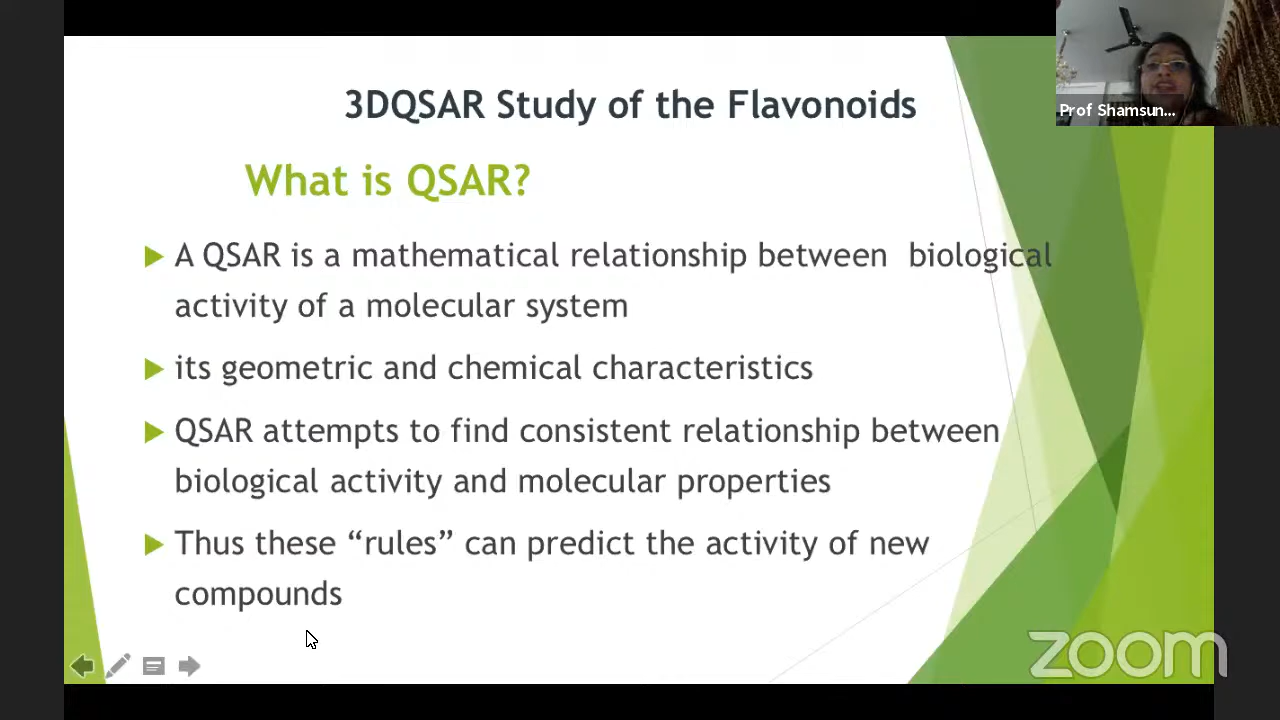 3DQSAR Study of the Flavonoids
Prof Shamsun...
What is QSAR?
A QSAR is a mathematical relationship between biological
activity of a molecular system
its geometric and chemical characteristics
QSAR attempts to find consistent relationship between
biological activity and molecular properties
Thus these “rules” can predict the activity of new
compounds
zoom